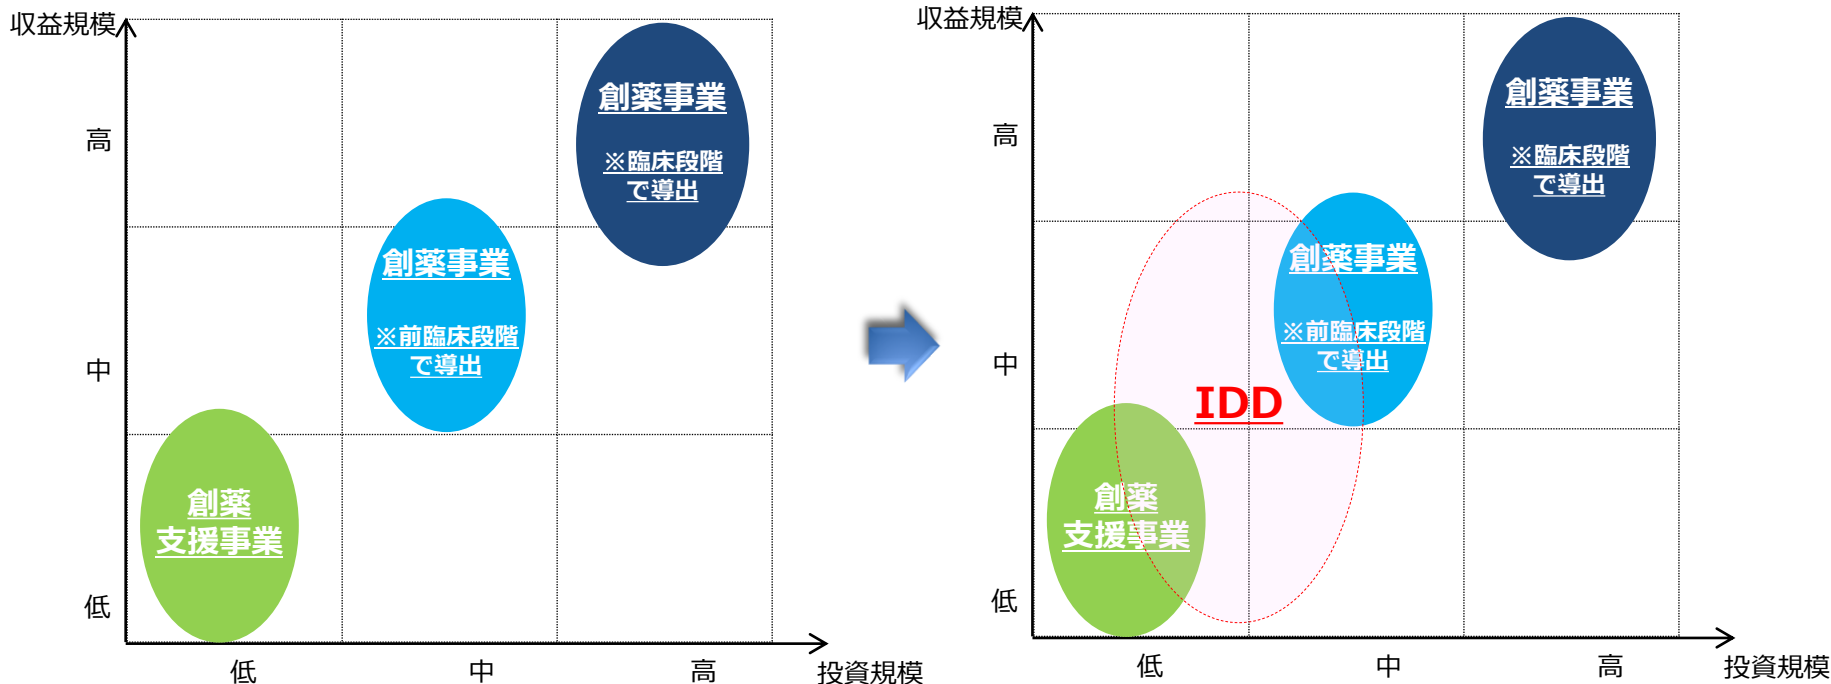 収益規模
創薬事業
※臨床段階
で導出
高
創薬事業
※前臨床段階
で導出
中
創薬
支援事業
低
低
中
高
投資規模
収益規模
創薬事業
※臨床段階
で導出
高
創薬事業
※前臨床段階
で導出
中
IDD
創薬
支援事業
低
低
中
高
投資規模